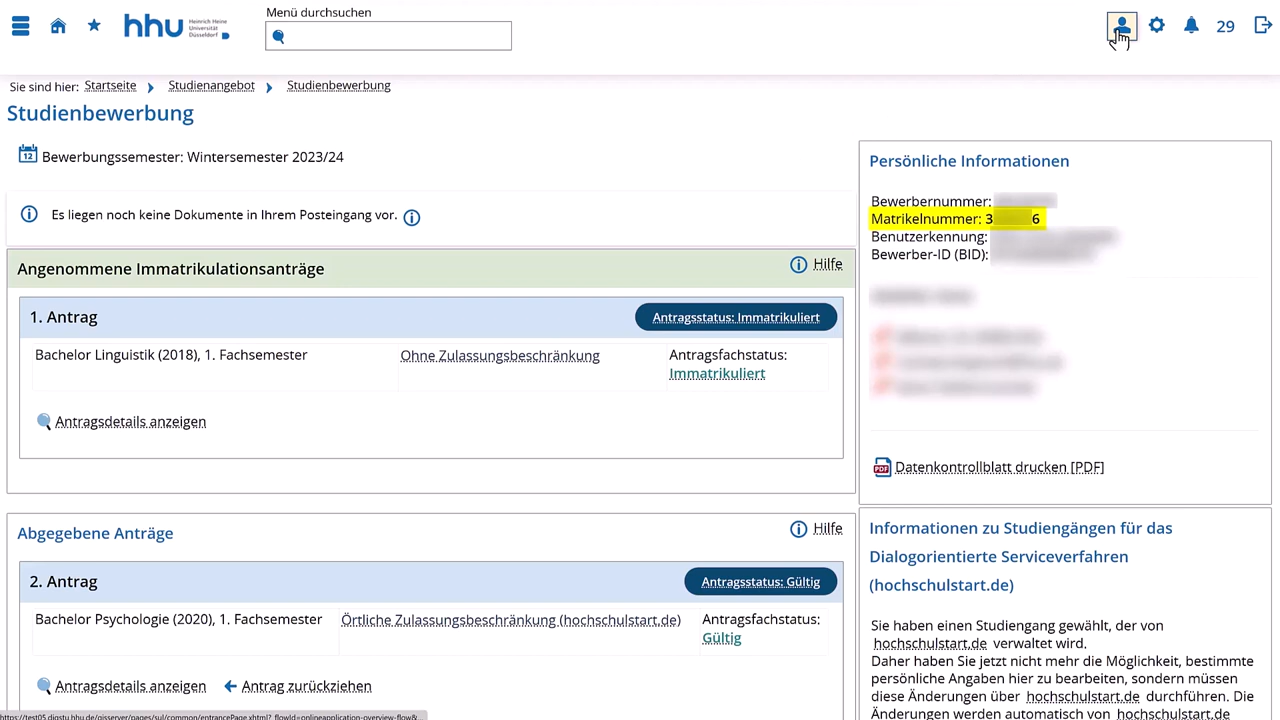 hhu Heinrich Heine
Universität
Düsseldorf
Menü durchsuchen
29
Sie sind hier: Startseite Studienangebot Studienbewerbung
Studienbewerbung
12 Bewerbungssemester: Wintersemester 2023/24
Es liegen noch keine Dokumente in Ihrem Posteingang vor.
Angenommene Immatrikulationsanträge
Hilfe
1. Antrag
Antragsstatus: Immatrikuliert
Bachelor Linguistik (2018), 1. Fachsemester
Ohne Zulassungsbeschränkung
Antragsfachstatus:
Immatrikuliert
Antragsdetails anzeigen
Abgegebene Anträge
Hilfe
2. Antrag
Antragsstatus: Gültig
Bachelor Psychologie (2020), 1. Fachsemester
Örtliche Zulassungsbeschränkung (hochschulstart.de)
Antragsfachstatus:
Gültig
Antragsdetails anzeigen
Antrag zurückziehen
Persönliche Informationen
Bewerbernummer:
Matrikelnummer: 3 6
Benutzerkennung:
Bewerber-ID (BID):
PDF Datenkontrollblatt drucken [PDF]
Informationen zu Studiengängen für das
Dialogorientierte Serviceverfahren
(hochschulstart.de)
Sie haben einen Studiengang gewählt, der von
hochschulstart.de verwaltet wird.
Daher haben Sie jetzt nicht mehr die Möglichkeit, bestimmte
persönliche Angaben hier zu bearbeiten, sondern müssen
diese Änderungen über hochschulstart.de durchführen. Die
Änderungen werden automatisch von hochschulstart.de